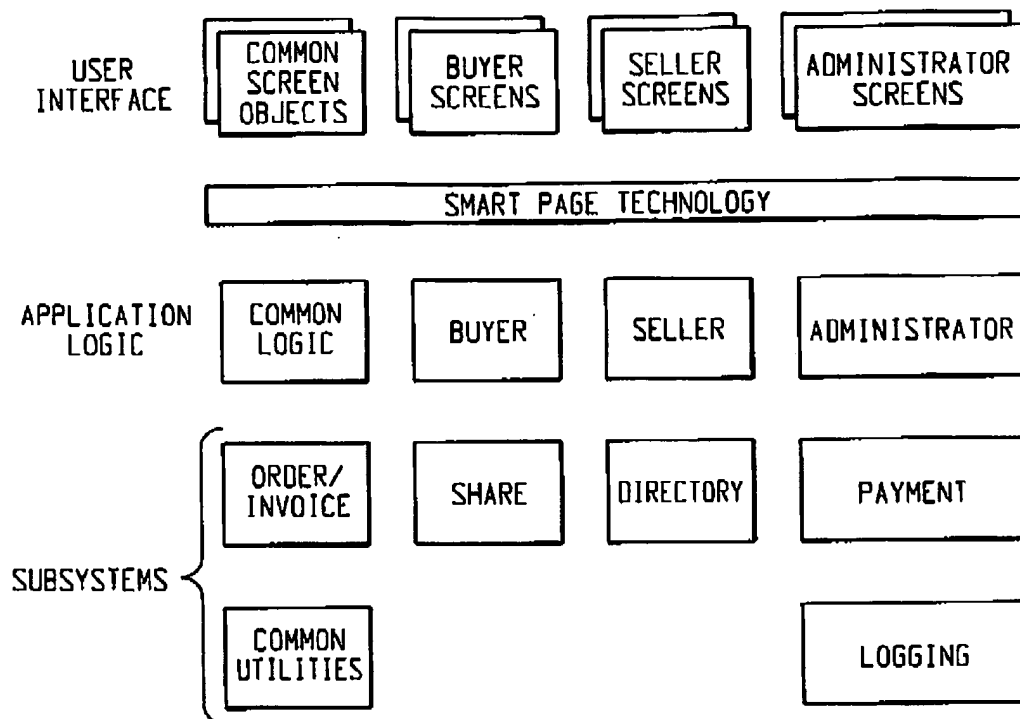 USER
INTERFACE
COMMON
SCREEN
OBJECTS
BUYER
SCREENS
SELLER
SCREENS
ADMINISTRATOR
SCREENS
SMART PAGE TECHNOLOGY
APPLICATION
LOGIC
COMMON
LOGIC
BUYER
SELLER
ADMINISTRATOR
SUBSYSTEMS
ORDER/
INVOICE
SHARE
DIRECTORY
PAYMENT
COMMON
UTILITIES
LOGGING